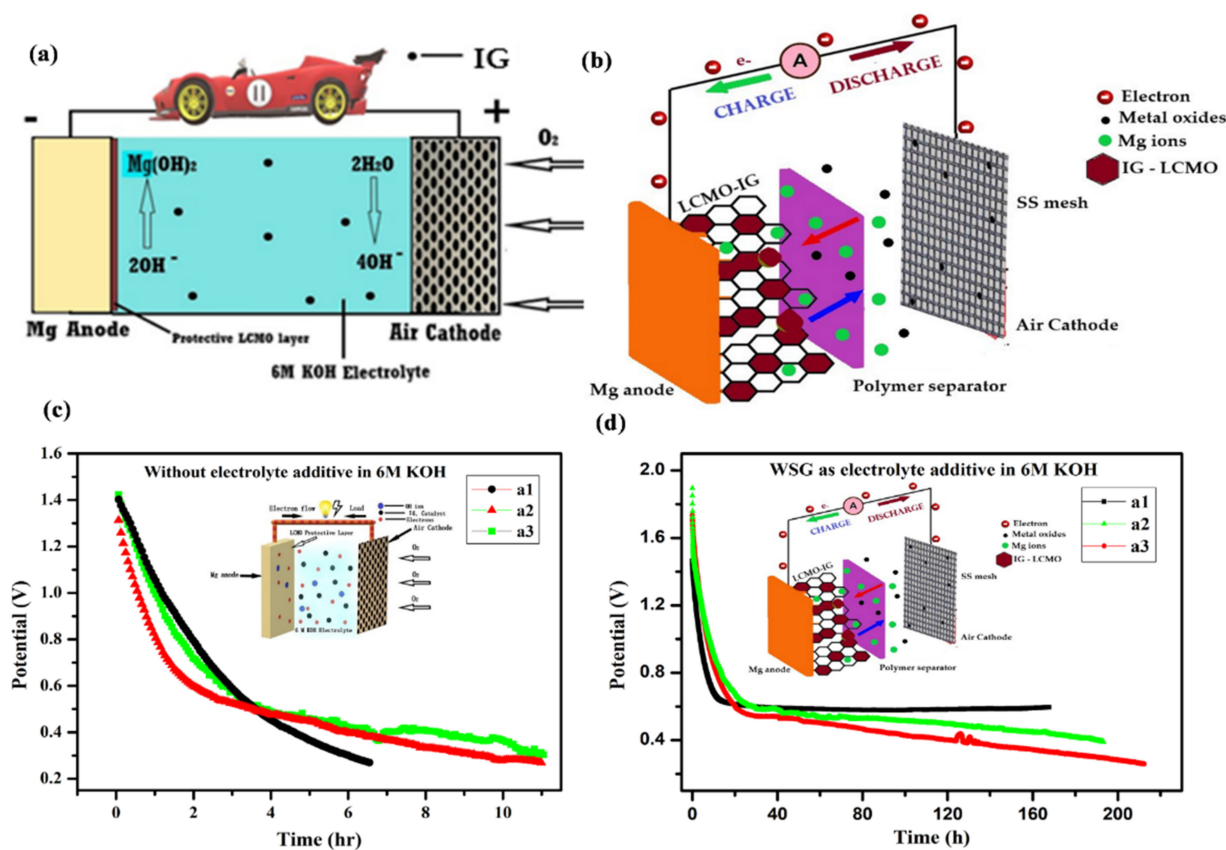 (a)
IG
11
-
+
O₂
Mg(OH)₂
2H₂O
2OH⁻
4OH⁻
Mg Anode
Protective LCMO layer
Air Cathode
6M KOH Electrolyte
(b)
A
e-
CHARGE
DISCHARGE
Electron
Metal oxides
Mg ions
IG - LCMO
LCMO-IG
SS mesh
Air Cathode
Mg anode
Polymer separator
(c)
Without electrolyte additive in 6M KOH
a1
a2
a3
Electron flow
Load
OH ion
IG, Catalyst
Electrons
Air Cathode
LCMO Protective Layer
Mg anode
O₂
O₂
O₂
6 M KOH Electrolyte
Potential (V)
1.6
1.4
1.2
1.0
0.8
0.6
0.4
0.2
0
2
4
6
8
10
Time (hr)
(d)
WSG as electrolyte additive in 6M KOH
a1
a2
a3
A
e-
CHARGE
DISCHARGE
Electron
Metal oxides
Mg ions
IG - LCMO
LCMO-IG
SS mesh
Air Cathode
Mg anode
Polymer separator
Potential (V)
2.0
1.6
1.2
0.8
0.4
0
40
80
120
160
200
Time (h)